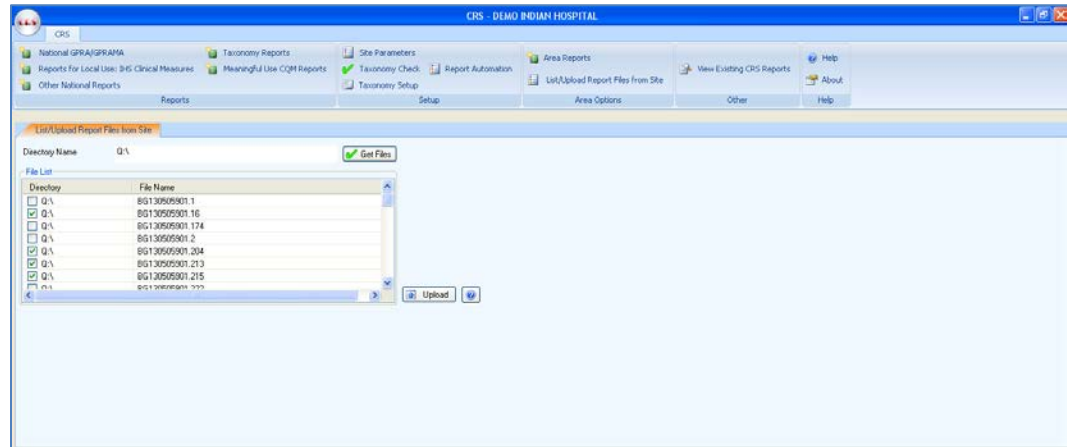 CRS - DEMO INDIAN HOSPITAL
CRS
National GPRA/GPRAMA
Reports for Local Use: IHS Clinical Measures
Other National Reports
Taxonomy Reports
Meaningful Use CQM Reports
Reports
Site Parameters
Taxonomy Check
Report Automation
Taxonomy Setup
Setup
Area Reports
List/Upload Report Files from Site
Area Options
View Existing CRS Reports
Other
Help
About
Help
List/Upload Report Files from Site
Directory Name Q:\ Get Files
File List
Directory File Name
Q:\ BG130505901.1
Q:\ BG130505901.16
Q:\ BG130505901.174
Q:\ BG130505901.2
Q:\ BG130505901.204
Q:\ BG130505901.213
Q:\ BG130505901.215
Q:\ BG130505901.222
Upload